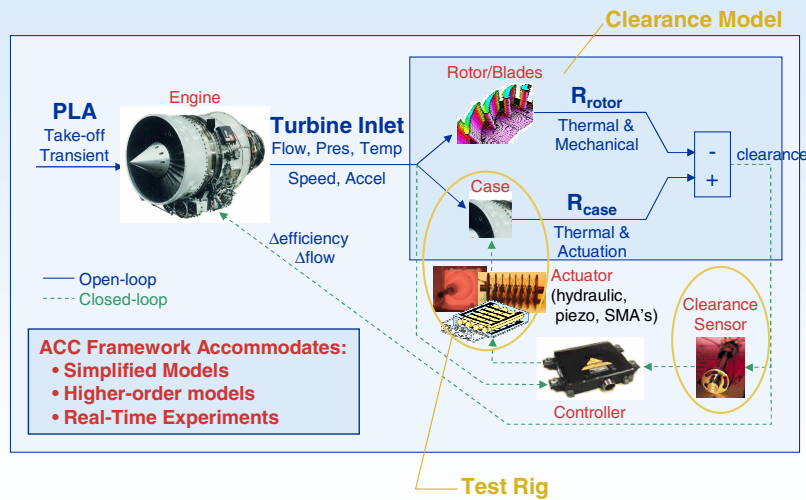 Clearance Model
Rotor/Blades
Engine
PLA
Take-off
Transient
Turbine Inlet
Flow, Pres, Temp
Speed, Accel
R rotor
Thermal &
Mechanical
-
+
clearance
Case
R case
Thermal &
Actuation
Δefficiency
Δflow
Open-loop
Closed-loop
Actuator
(hydraulic,
piezo, SMA's)
Clearance
Sensor
Controller
ACC Framework Accommodates:
• Simplified Models
• Higher-order models
• Real-Time Experiments
Test Rig